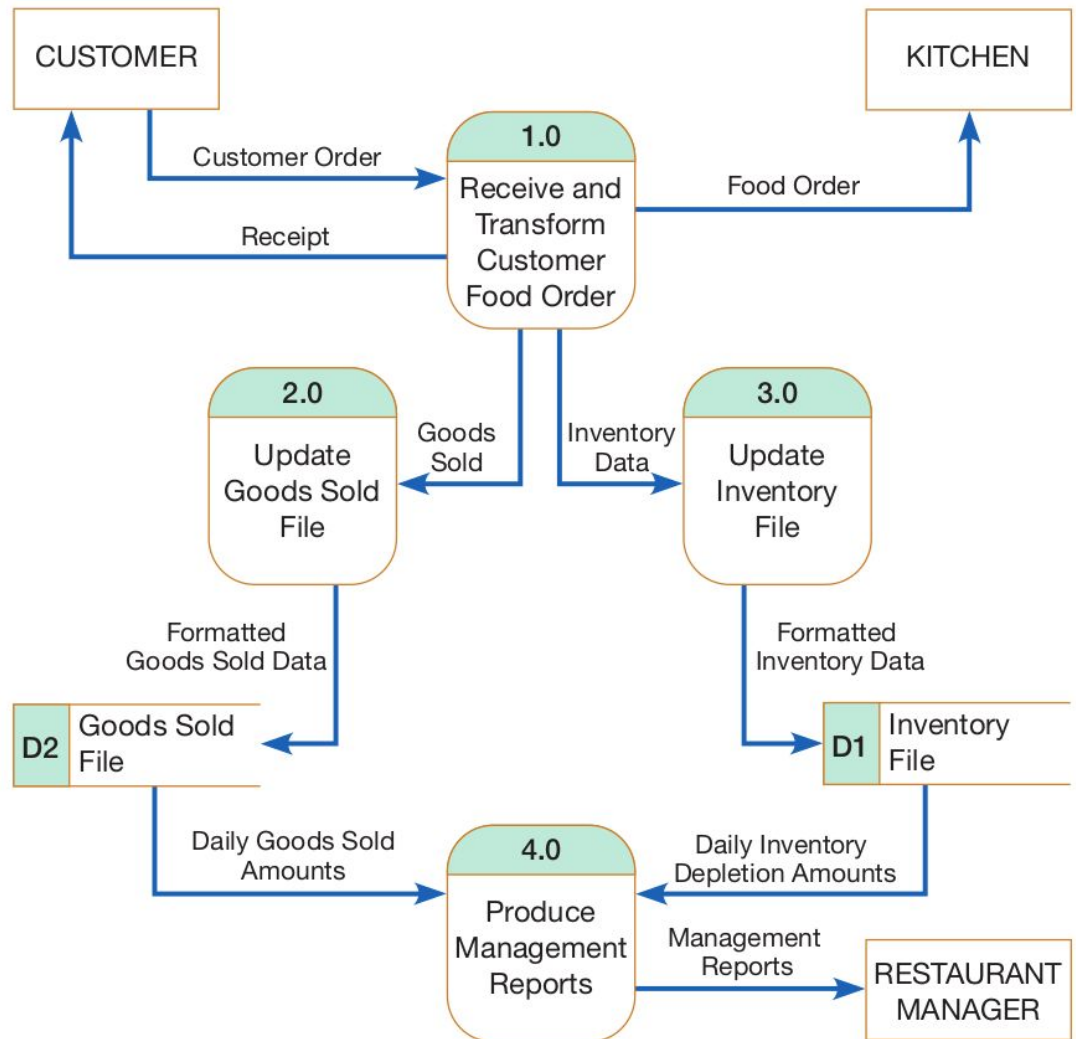 CUSTOMER
KITCHEN
1.0
Receive and
Transform
Customer
Food Order
Customer Order
Receipt
Food Order
2.0
Update
Goods Sold
File
Goods
Sold
Inventory
Data
3.0
Update
Inventory
File
Formatted
Goods Sold Data
Formatted
Inventory Data
D2
Goods Sold
File
D1
Inventory
File
Daily Goods Sold
Amounts
4.0
Produce
Management
Reports
Daily Inventory
Depletion Amounts
Management
Reports
RESTAURANT
MANAGER